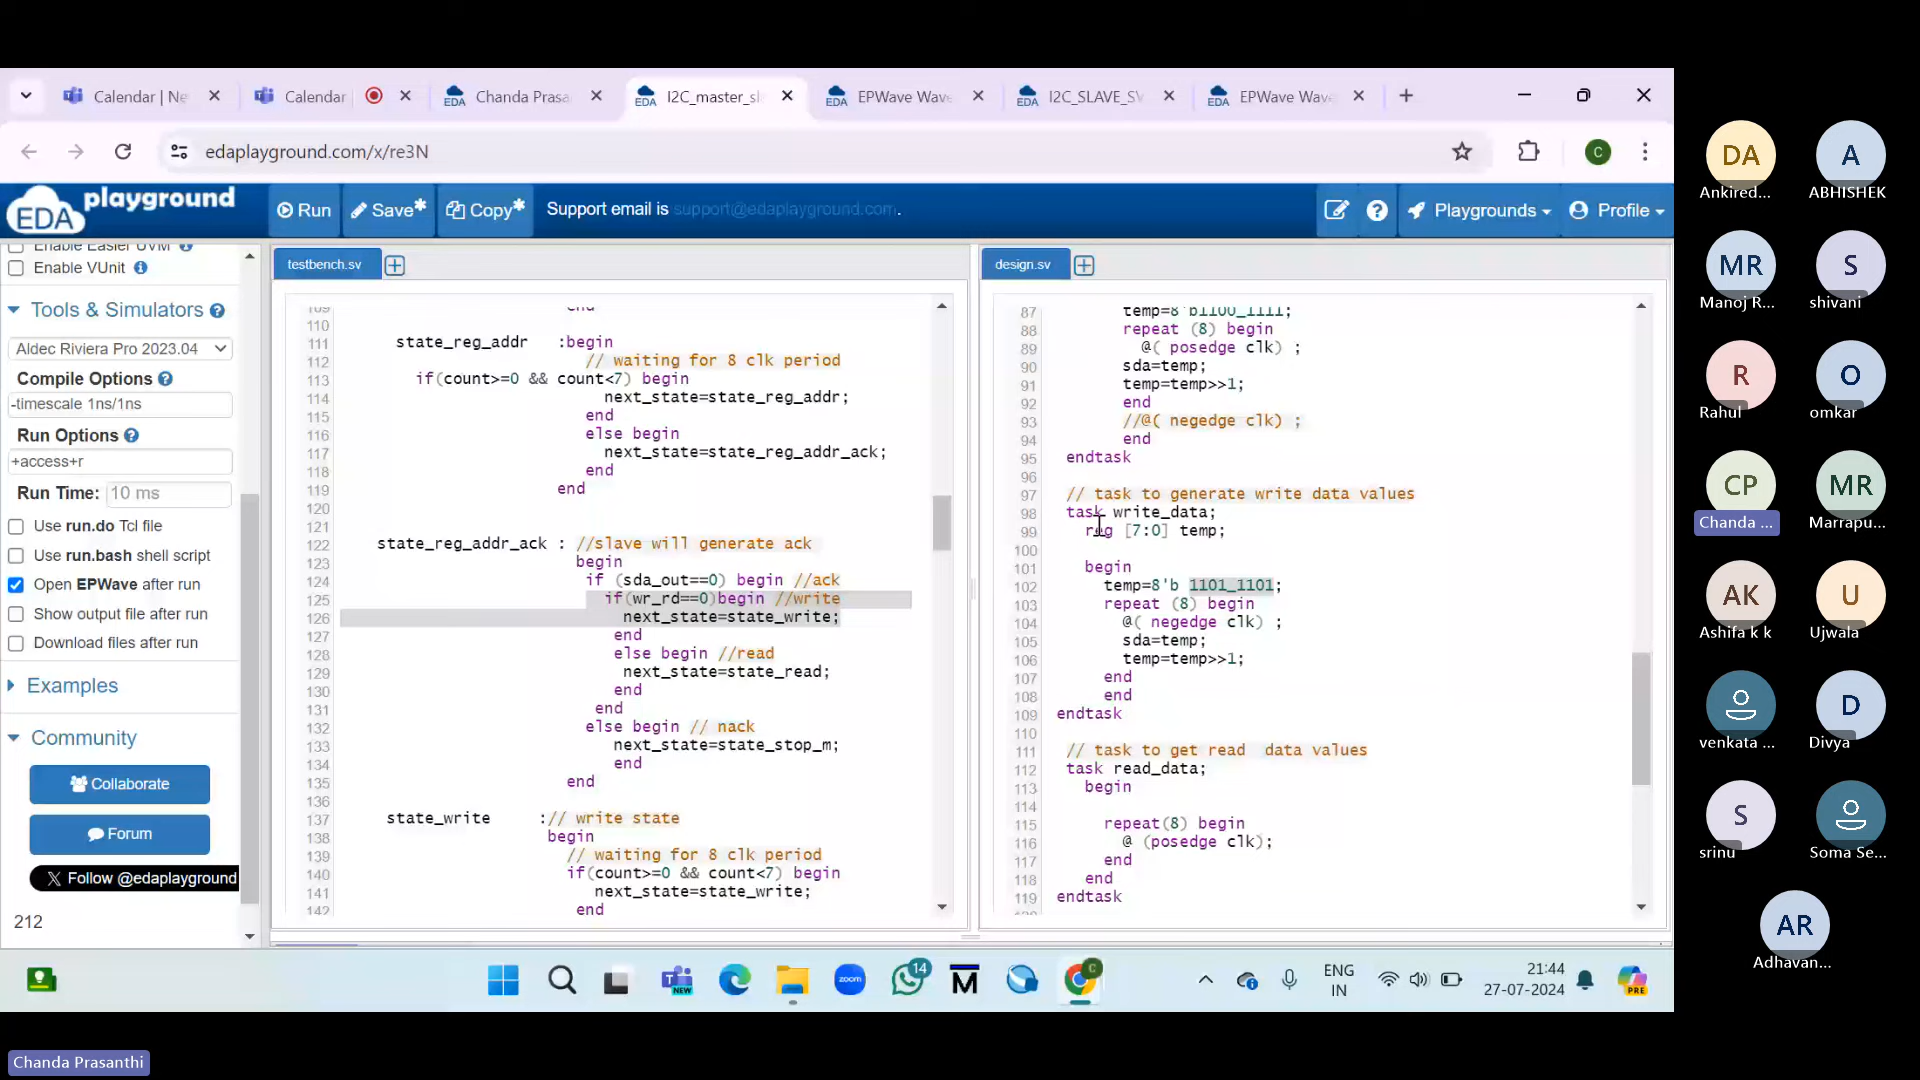 Calendar | Ne
Calendar
Chanda Prasa
I2C_master_sl
EPWave Wave
I2C_SLAVE_SV
EPWave Wave
edaplayground.com/x/re3N
C
EDA playground
Run
Save*
Copy*
Support email is support@edaplayground.com.
Playgrounds
Profile
Enable Easier UVM
Enable VUnit
Tools & Simulators
Aldec Riviera Pro 2023.04
Compile Options
-timescale 1ns/1ns
Run Options
+access+r
Run Time: 10 ms
Use run.do Tcl file
Use run.bash shell script
Open EPWave after run
Show output file after run
Download files after run
Examples
Community
Collaborate
Forum
Follow @edaplayground
212
testbench.sv
109 end
110
111 state_reg_addr :begin
112 // waiting for 8 clk period
113 if(count>=0 && count<7) begin
114 next_state=state_reg_addr;
115 end
116 else begin
117 next_state=state_reg_addr_ack;
118 end
119 end
120
121
122 state_reg_addr_ack : //slave will generate ack
123 begin
124 if (sda_out==0) begin //ack
125 if(wr_rd==0)begin //write
126 next_state=state_write;
127 end
128 else begin //read
129 next_state=state_read;
130 end
131 end
132 else begin // nack
133 next_state=state_stop_m;
134 end
135 end
136
137 state_write :// write state
138 begin
139 // waiting for 8 clk period
140 if(count>=0 && count<7) begin
141 next_state=state_write;
142 end
design.sv
87 temp=8'b1100_1111;
88 repeat (8) begin
89 @( posedge clk) ;
90 sda=temp;
91 temp=temp>>1;
92 end
93 //@( negedge clk) ;
94 end
95 endtask
96
97 // task to generate write data values
98 task write_data;
99 reg [7:0] temp;
100
101 begin
102 temp=8'b 1101_1101;
103 repeat (8) begin
104 @( negedge clk) ;
105 sda=temp;
106 temp=temp>>1;
107 end
108 end
109 endtask
110
111 // task to get read  data values
112 task read_data;
113 begin
114
115 repeat(8) begin
116 @ (posedge clk);
117 end
118 end
119 endtask
DA
Ankired...
A
ABHISHEK
MR
Manoj R...
S
shivani
R
Rahul
O
omkar
CP
Chanda ...
MR
Marrapu...
AK
Ashifa k k
U
Ujwala
venkata ...
D
Divya
S
srinu
Soma Se...
AR
Adhavan...
NEW
zoom
14
M
C
ENG
IN
21:44
27-07-2024
PRE
Chanda Prasanthi